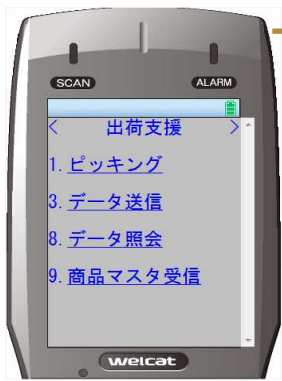 SCAN ALARM
< 出荷支援 >
1. ピッキング
3. データ送信
8. データ照会
9. 商品マスタ受信
welcat